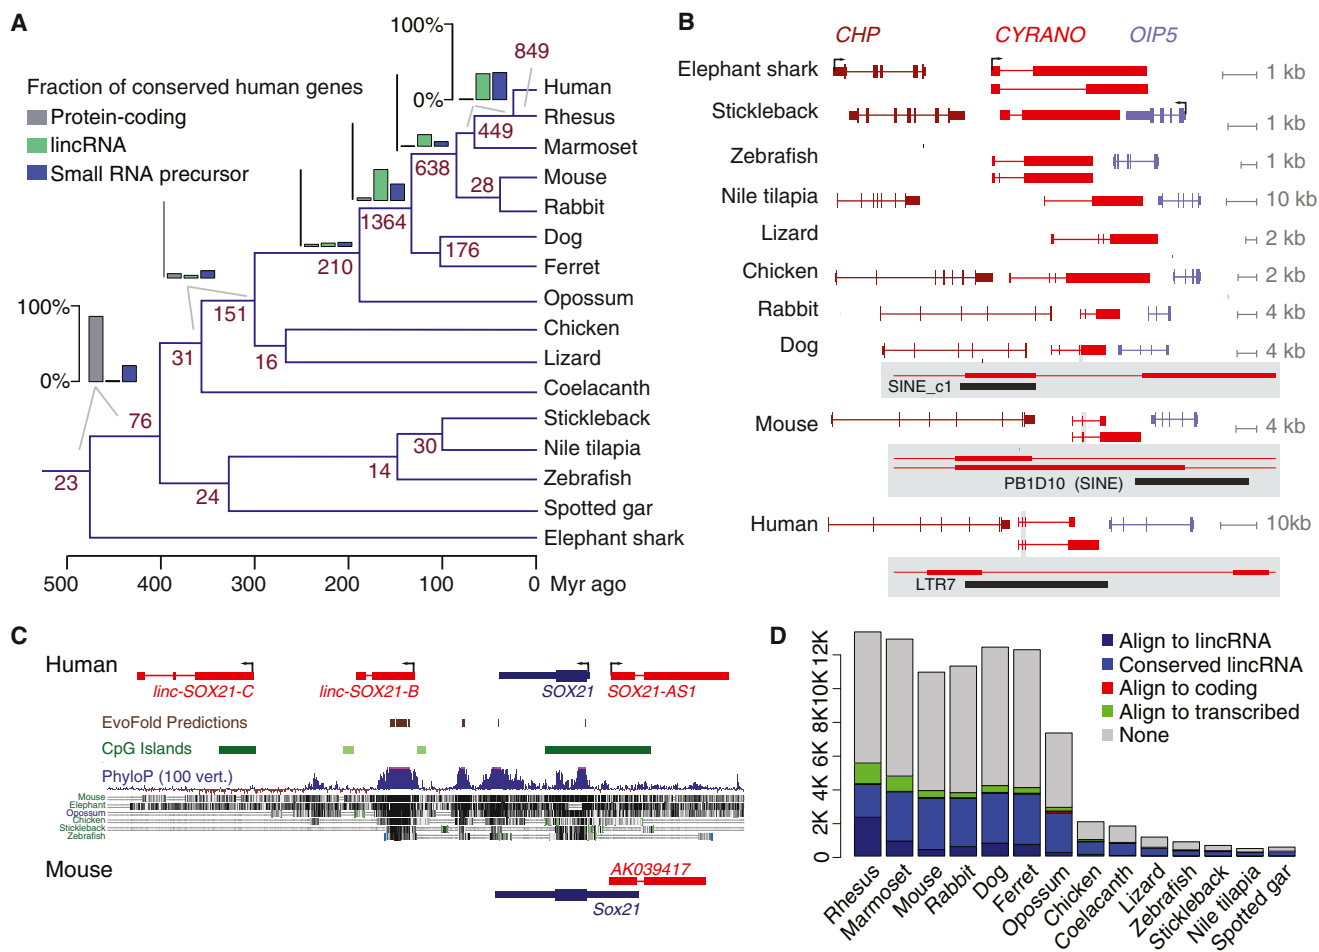 A
Fraction of conserved human genes
Protein-coding
lincRNA
Small RNA precursor
100%
0%
100%
0%
849
449
638
28
1364
176
210
151
16
31
76
30
14
24
23
Human
Rhesus
Marmoset
Mouse
Rabbit
Dog
Ferret
Opossum
Chicken
Lizard
Coelacanth
Stickleback
Nile tilapia
Zebrafish
Spotted gar
Elephant shark
500 400 300 200 100 0 Myr ago
B
CHP CYRANO OIP5
Elephant shark 1 kb
Stickleback 1 kb
Zebrafish 1 kb
Nile tilapia 10 kb
Lizard 2 kb
Chicken 2 kb
Rabbit 4 kb
Dog 4 kb
SINE_c1
Mouse 4 kb
PB1D10 (SINE)
Human 10kb
LTR7
C
Human
linc-SOX21-C linc-SOX21-B SOX21 SOX21-AS1
EvoFold Predictions
CpG Islands
PhyloP (100 vert.)
Mouse
Elephant
Opossum
Chicken
Stickleback
Zebrafish
Mouse
AK039417
Sox21
D
Align to lincRNA
Conserved lincRNA
Align to coding
Align to transcribed
None
12K
10K
8K
6K
4K
2K
0
Rhesus
Marmoset
Mouse
Rabbit
Dog
Ferret
Opossum
Chicken
Coelacanth
Lizard
Zebrafish
Stickleback
Nile tilapia
Spotted gar